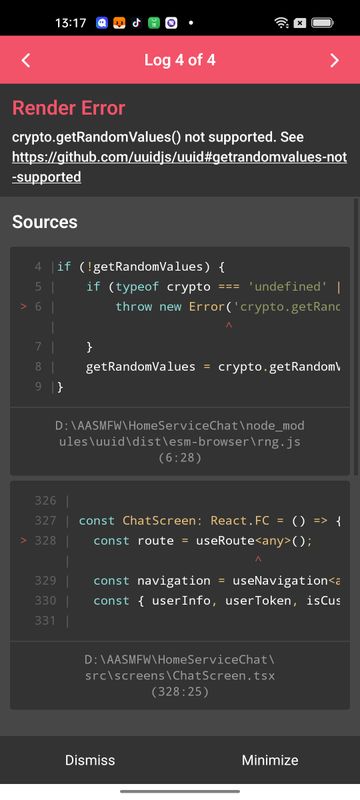 13:17
Log 4 of 4
Render Error
crypto.getRandomValues() not supported. See
https://github.com/uuidjs/uuid#getrandomvalues-not
-supported
Sources
4 |if (!getRandomValues) {
5 |    if (typeof crypto === 'undefined' |
> 6 |        throw new Error('crypto.getRand
|                        ^
7 |    }
8 |    getRandomValues = crypto.getRandomV
9 |}
D:\AASMFW\HomeServiceChat\node_mod
ules\uuid\dist\esm-browser\rng.js
(6:28)
326 |
327 | const ChatScreen: React.FC = () => {
> 328 |   const route = useRoute<any>();
|                         ^
329 |   const navigation = useNavigation<a
330 |   const { userInfo, userToken, isCus
331 |
D:\AASMFW\HomeServiceChat\
src\screens\ChatScreen.tsx
(328:25)
Dismiss
Minimize